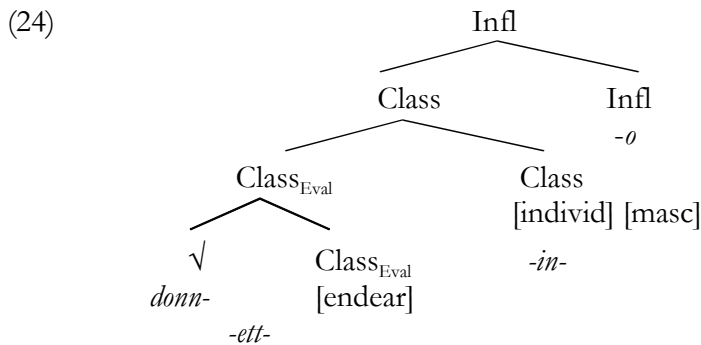 (24) Infl
Class Infl
-o
Class_Eval Class
[individ] [masc]
√ Class_Eval -in-
donn- [endear]
-ett-